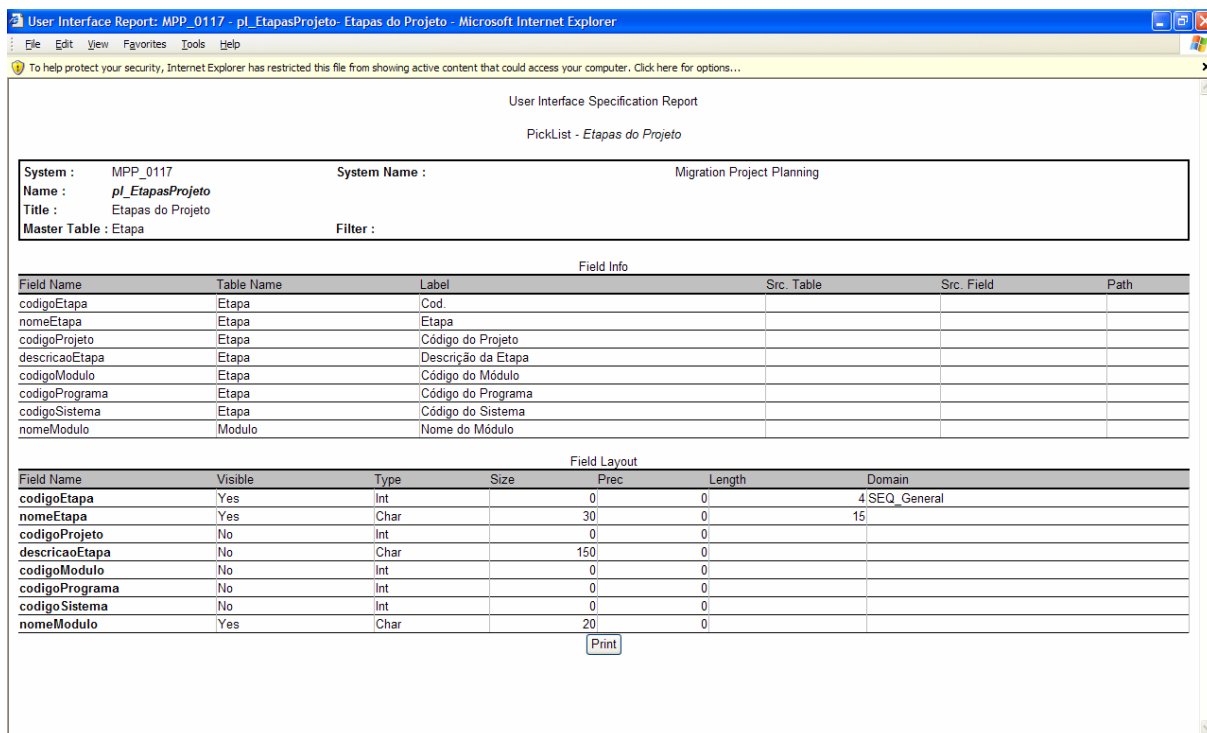 User Interface Report: MPP_0117 - pl_EtapasProjeto- Etapas do Projeto - Microsoft Internet Explorer
File Edit View Favorites Tools Help
To help protect your security, Internet Explorer has restricted this file from showing active content that could access your computer. Click here for options...
User Interface Specification Report
PickList - Etapas do Projeto
System : MPP_0117 System Name : Migration Project Planning
Name : pl_EtapasProjeto
Title : Etapas do Projeto
Master Table : Etapa Filter :
Field Info
Field Name Table Name Label Src. Table Src. Field Path
codigoEtapa Etapa Cod.
nomeEtapa Etapa Etapa
codigoProjeto Etapa Código do Projeto
descricaoEtapa Etapa Descrição da Etapa
codigoModulo Etapa Código do Módulo
codigoPrograma Etapa Código do Programa
codigoSistema Etapa Código do Sistema
nomeModulo Modulo Nome do Módulo
Field Layout
Field Name Visible Type Size Prec Length Domain
codigoEtapa Yes Int 0 0 4 SEQ_General
nomeEtapa Yes Char 30 0 15
codigoProjeto No Int 0 0
descricaoEtapa No Char 150 0
codigoModulo No Int 0 0
codigoPrograma No Int 0 0
codigoSistema No Int 0 0
nomeModulo Yes Char 20 0
Print